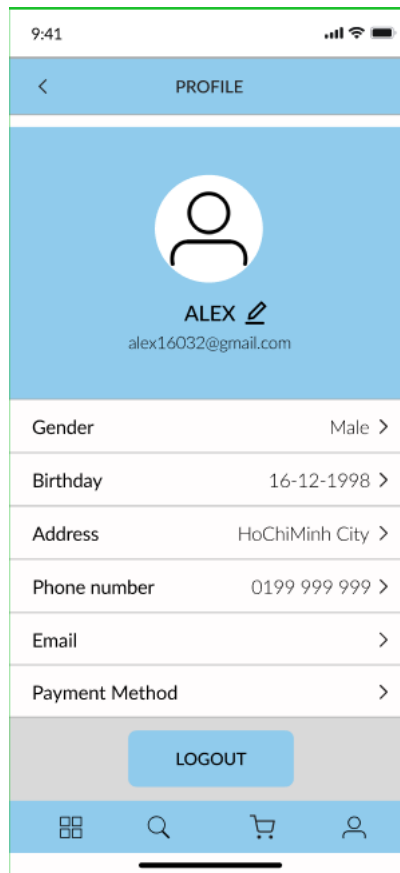 9:41
PROFILE
ALEX
alex16032@gmail.com
Gender Male
Birthday 16-12-1998
Address HoChiMinh City
Phone number 0199 999 999
Email
Payment Method
LOGOUT